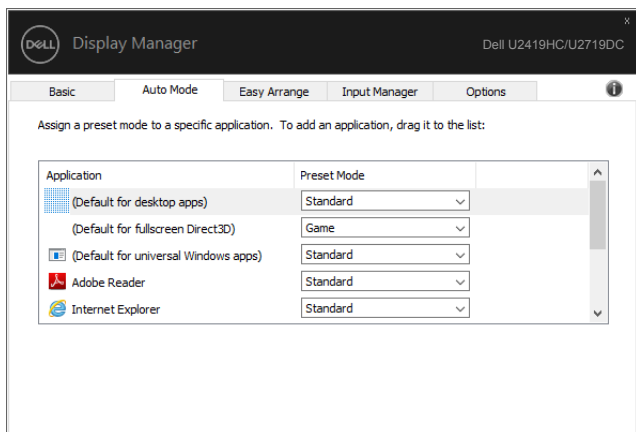 x
DELL Display Manager Dell U2419HC/U2719DC
Basic Auto Mode Easy Arrange Input Manager Options i
Assign a preset mode to a specific application. To add an application, drag it to the list:
Application Preset Mode
(Default for desktop apps) Standard
(Default for fullscreen Direct3D) Game
(Default for universal Windows apps) Standard
Adobe Reader Standard
Internet Explorer Standard